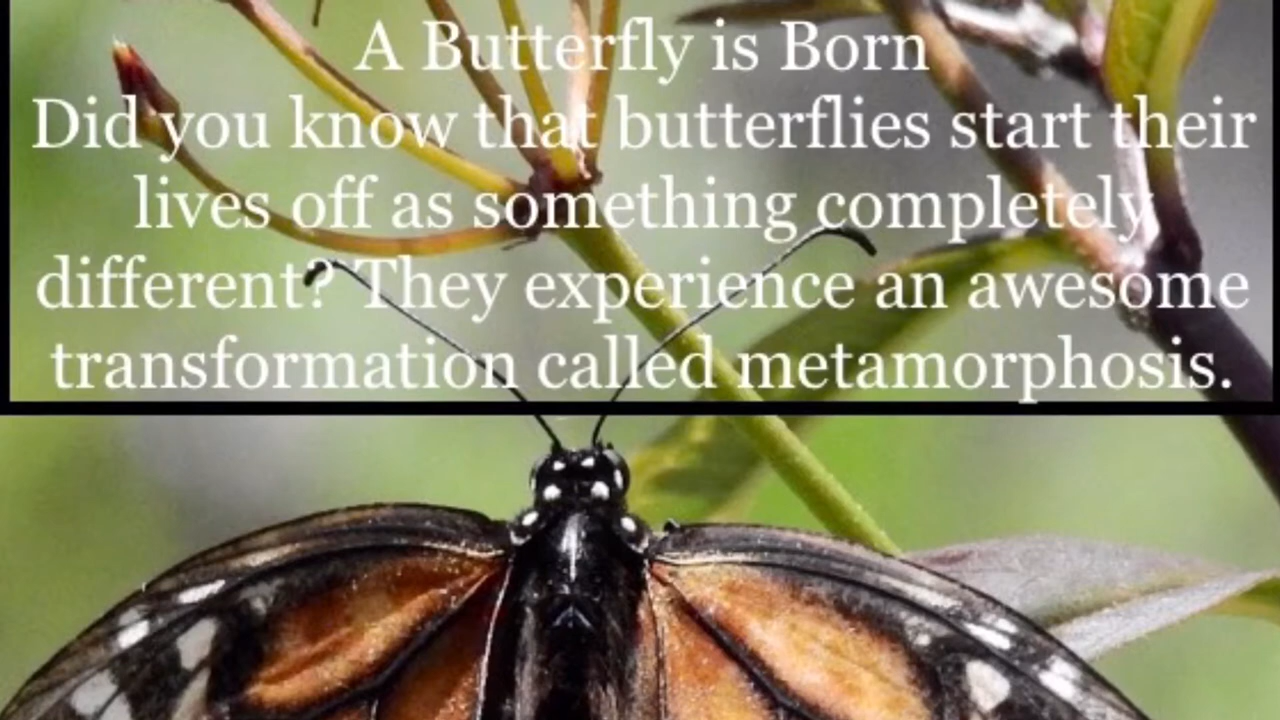 A Butterfly is Born
Did you know that butterflies start their
lives off as something completely
different? They experience an awesome
transformation called metamorphosis.